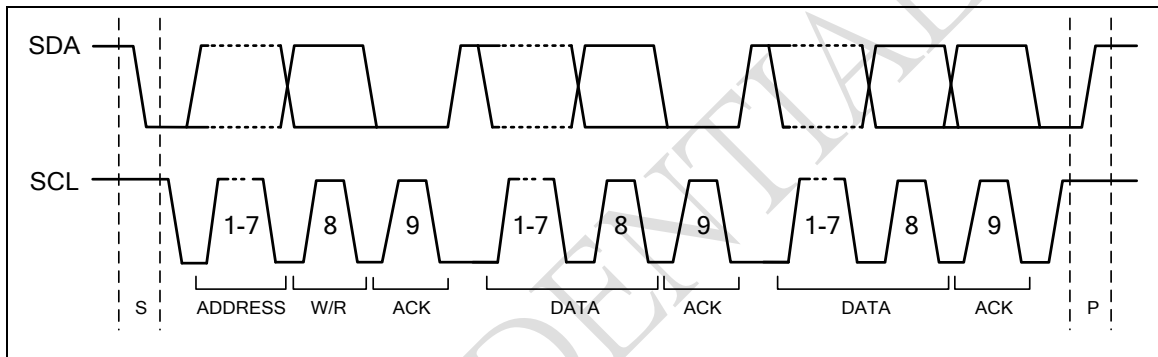 SDA
SCL
1-7 8 9 1-7 8 9 1-7 8 9
S ADDRESS W/R ACK DATA ACK DATA ACK P
DENTIAL